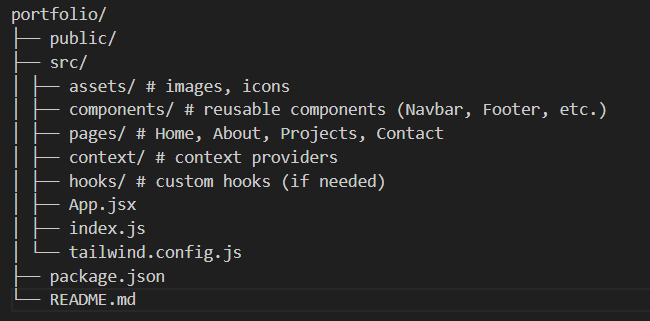 portfolio/
├── public/
├── src/
│ ├── assets/ # images, icons
│ ├── components/ # reusable components (Navbar, Footer, etc.)
│ ├── pages/ # Home, About, Projects, Contact
│ ├── context/ # context providers
│ ├── hooks/ # custom hooks (if needed)
│ ├── App.jsx
│ ├── index.js
│ └── tailwind.config.js
├── package.json
└── README.md